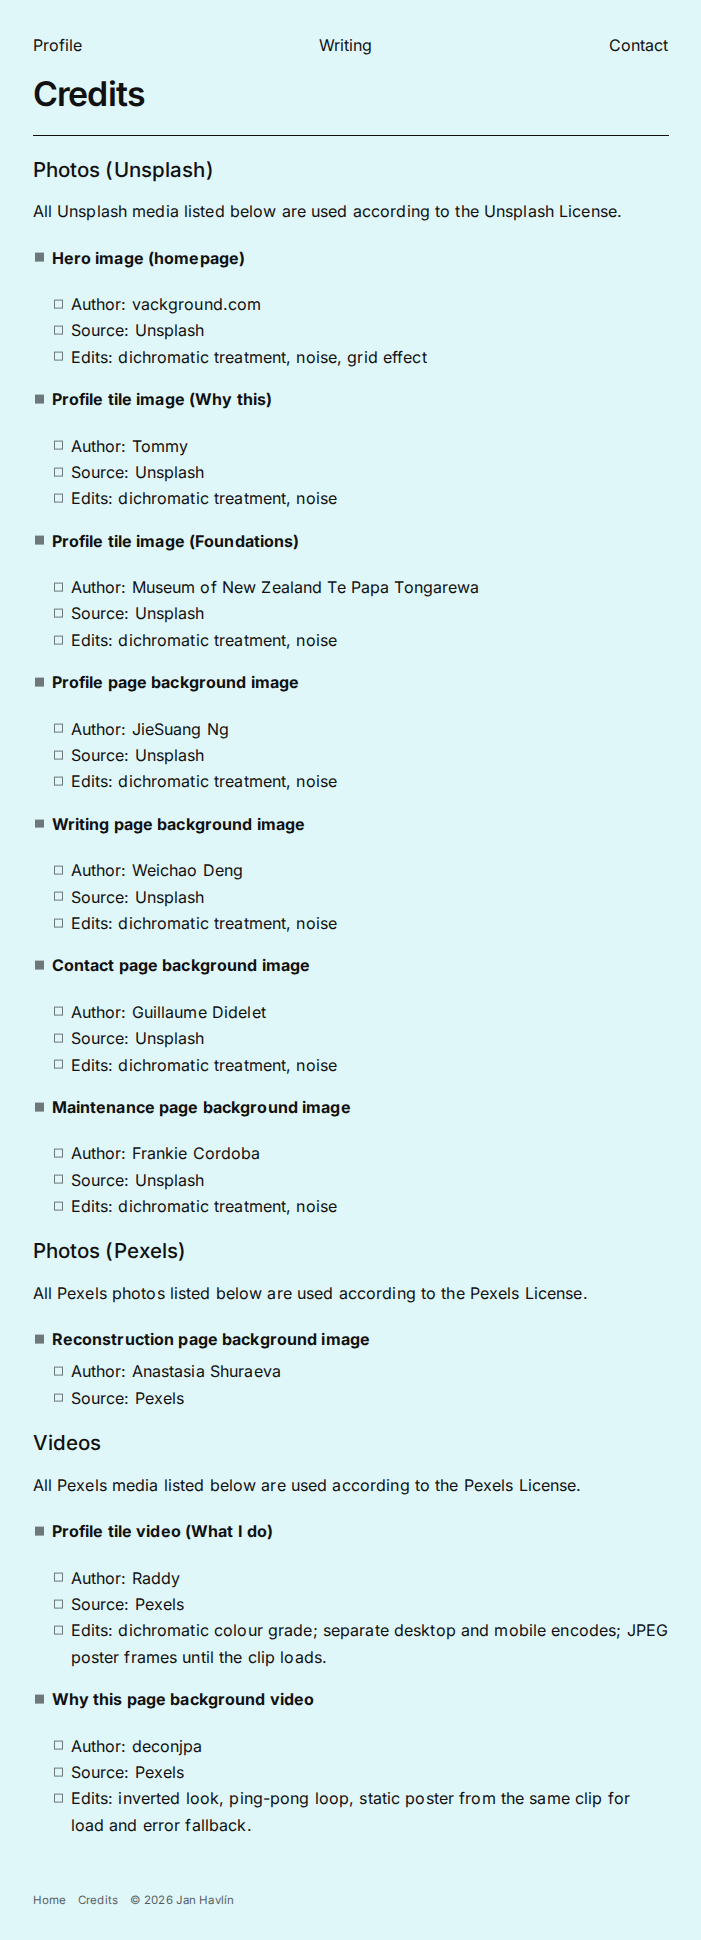 Profile Writing Contact
Credits
Photos (Unsplash)
All Unsplash media listed below are used according to the Unsplash License.
Hero image (homepage)
Author: vackground.com
Source: Unsplash
Edits: dichromatic treatment, noise, grid effect
Profile tile image (Why this)
Author: Tommy
Source: Unsplash
Edits: dichromatic treatment, noise
Profile tile image (Foundations)
Author: Museum of New Zealand Te Papa Tongarewa
Source: Unsplash
Edits: dichromatic treatment, noise
Profile page background image
Author: JieSuang Ng
Source: Unsplash
Edits: dichromatic treatment, noise
Writing page background image
Author: Weichao Deng
Source: Unsplash
Edits: dichromatic treatment, noise
Contact page background image
Author: Guillaume Didelet
Source: Unsplash
Edits: dichromatic treatment, noise
Maintenance page background image
Author: Frankie Cordoba
Source: Unsplash
Edits: dichromatic treatment, noise
Photos (Pexels)
All Pexels photos listed below are used according to the Pexels License.
Reconstruction page background image
Author: Anastasia Shuraeva
Source: Pexels
Videos
All Pexels media listed below are used according to the Pexels License.
Profile tile video (What I do)
Author: Raddy
Source: Pexels
Edits: dichromatic colour grade; separate desktop and mobile encodes; JPEG
poster frames until the clip loads.
Why this page background video
Author: deconjpa
Source: Pexels
Edits: inverted look, ping-pong loop, static poster from the same clip for
load and error fallback.
Home Credits © 2026 Jan Havlín